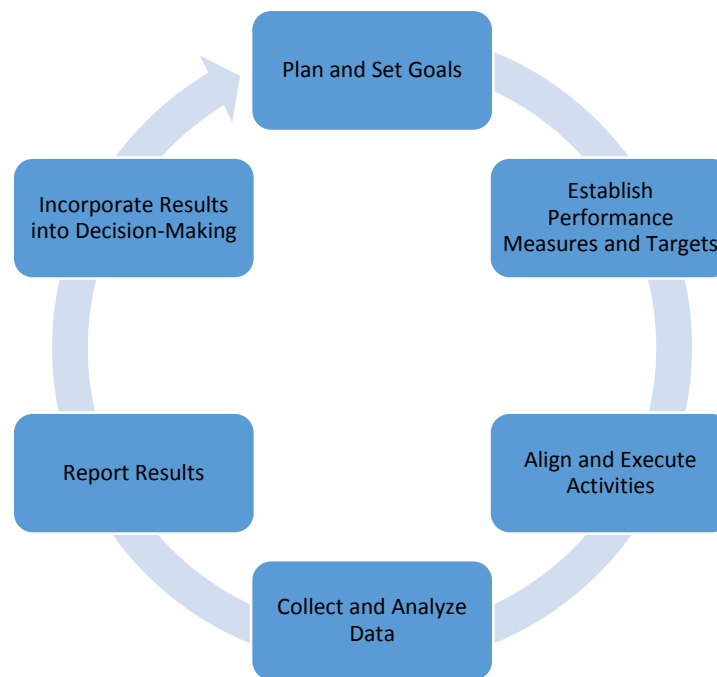 Plan and Set Goals
Establish
Performance
Measures and Targets
Align and Execute
Activities
Collect and Analyze
Data
Report Results
Incorporate Results
into Decision-Making